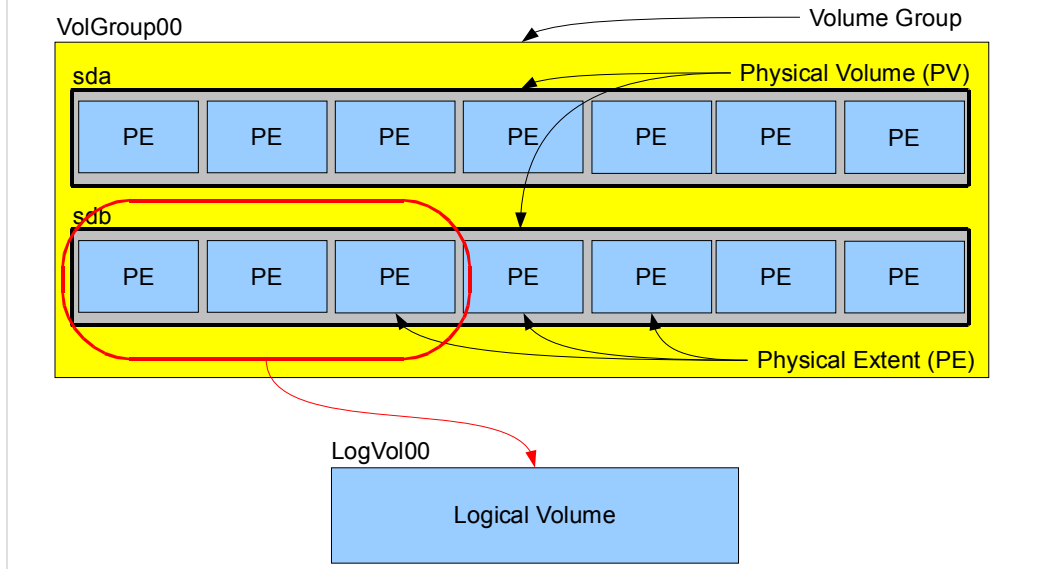 Volume Group
VolGroup00
sda
Physical Volume (PV)
PE PE PE PE PE PE PE
sdb
PE PE PE PE PE PE PE
Physical Extent (PE)
LogVol00
Logical Volume